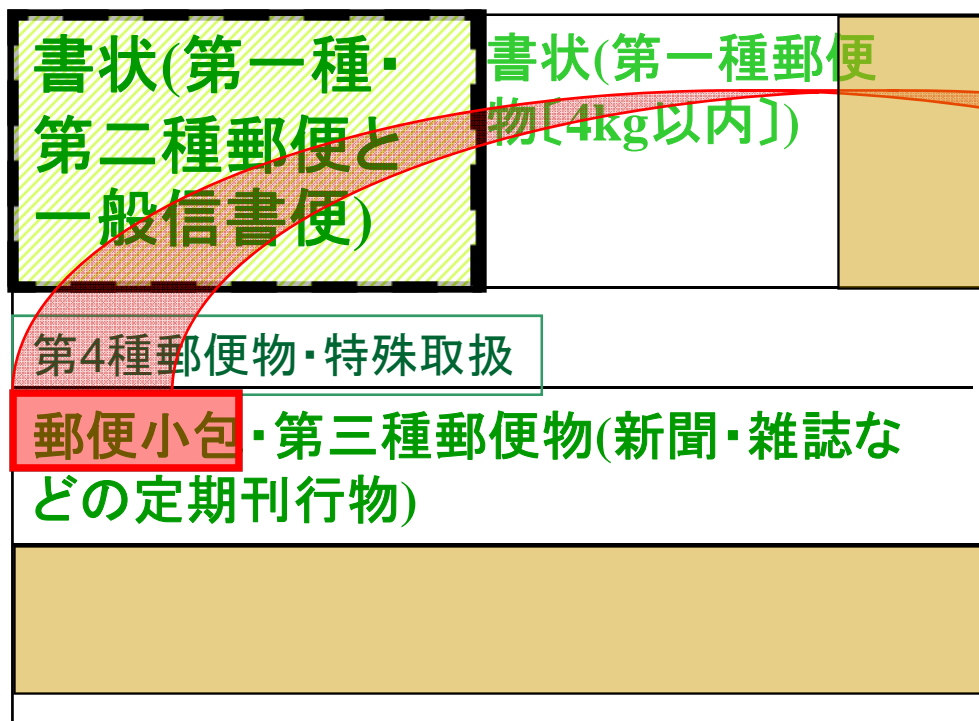 書状(第一種・
第二種郵便と
一般信書便)
書状(第一種郵便
物〔4kg以内〕)
第4種郵便物・特殊取扱
郵便小包・第三種郵便物(新聞・雑誌な
どの定期刊行物)